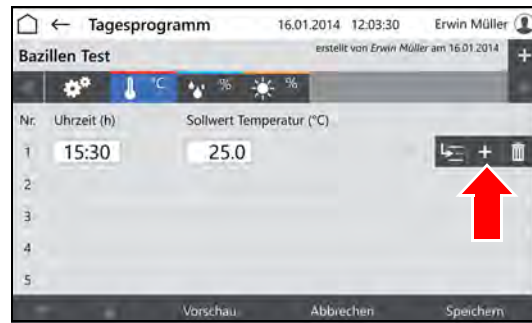 Tagesprogramm 16.01.2014 12:03:30 Erwin Müller
Bazillen Test erstellt von Erwin Müller am 16.01.2014
°C % %
Nr. Uhrzeit (h) Sollwert Temperatur (°C)
1 15:30 25.0
2
3
4
5
Vorschau Abbrechen Speichern